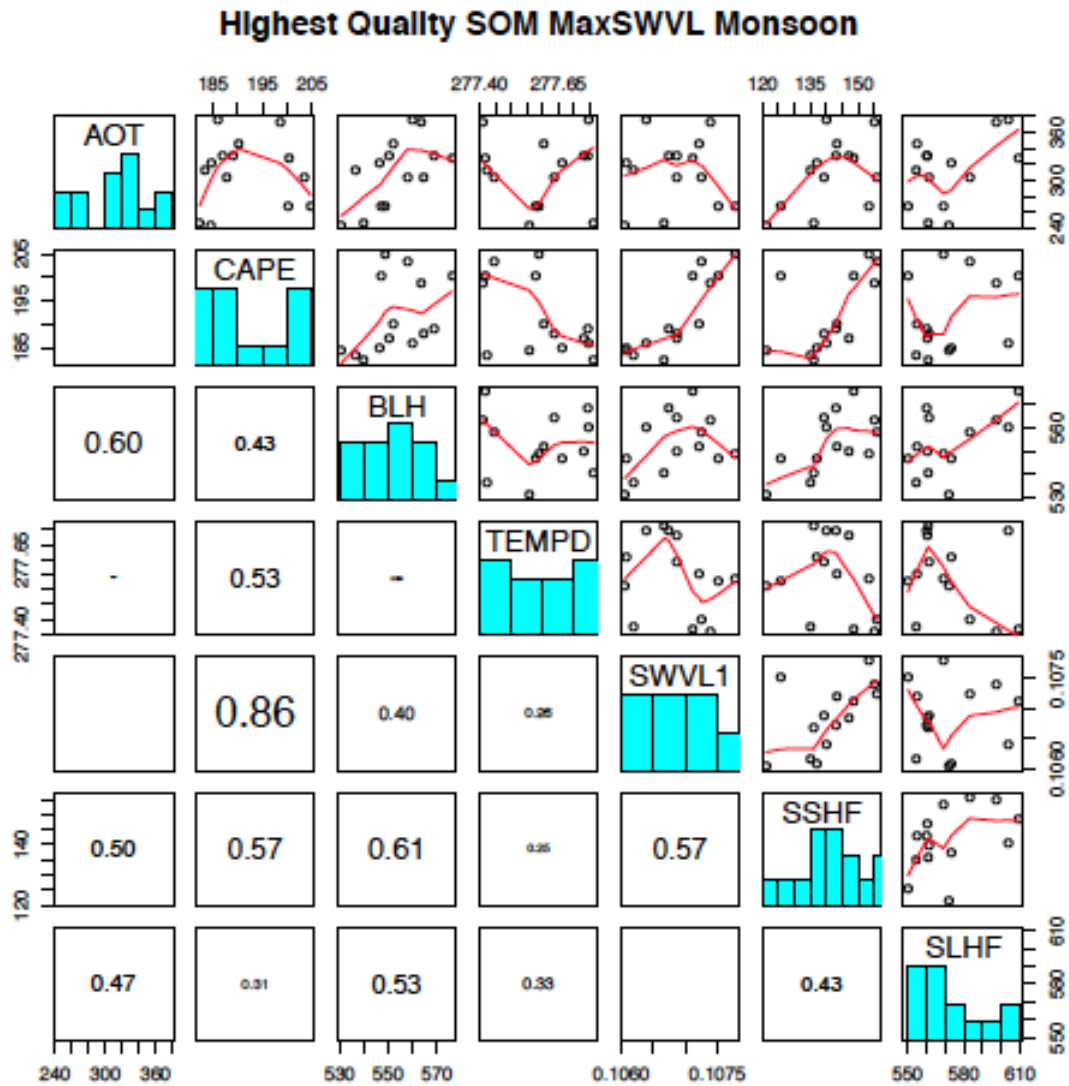 Highest Quality SOM MaxSWVL Monsoon
185 195 205 277.40 277.65 120 135 150
AOT
240 300 360
185 195 205
CAPE
0.60 0.43 BLH
530 560
277.40 277.65
- 0.53 TEMPD
0.86 0.40 SWVL1
0.1060 0.1075
120 140
0.50 0.57 0.61 0.25 0.57 SSHF
0.47 0.31 0.53 0.33 0.43 SLHF
550 580 610
240 300 360 530 550 570 0.1060 0.1075 550 580 610